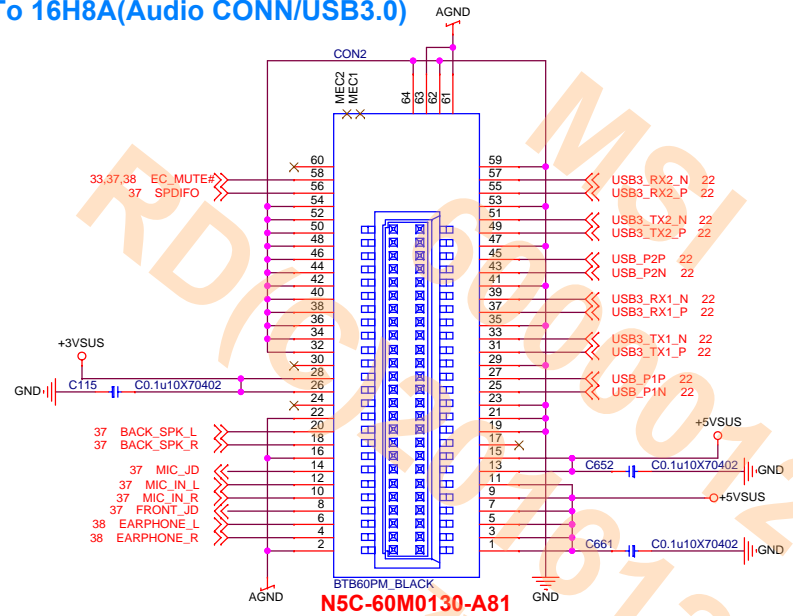 To 16H8A(Audio CONN/USB3.0)
AGND
CON2
MEC2
MEC1
64
63
62
61
60
58
56
54
52
50
48
46
44
42
40
38
36
34
32
30
28
26
24
22
20
18
16
14
12
10
8
6
4
2
59
57
55
53
51
49
47
45
43
41
39
37
35
33
31
29
27
25
23
21
19
17
15
13
11
9
7
5
3
1
33,37,38 EC_MUTE#
37 SPDIFO
+3VSUS
GND
C115
C0.1u10X70402
37 BACK_SPK_L
37 BACK_SPK_R
37 MIC_JD
37 MIC_IN_L
37 MIC_IN_R
37 FRONT_JD
38 EARPHONE_L
38 EARPHONE_R
AGND
USB3_RX2_N 22
USB3_RX2_P 22
USB3_TX2_N 22
USB3_TX2_P 22
USB_P2P 22
USB_P2N 22
USB3_RX1_N 22
USB3_RX1_P 22
USB3_TX1_N 22
USB3_TX1_P 22
USB_P1P 22
USB_P1N 22
+5VSUS
C652 C0.1u10X70402 GND
+5VSUS
C661 C0.1u10X70402 GND
GND
BTB60PM_BLACK
N5C-60M0130-A81
MSI